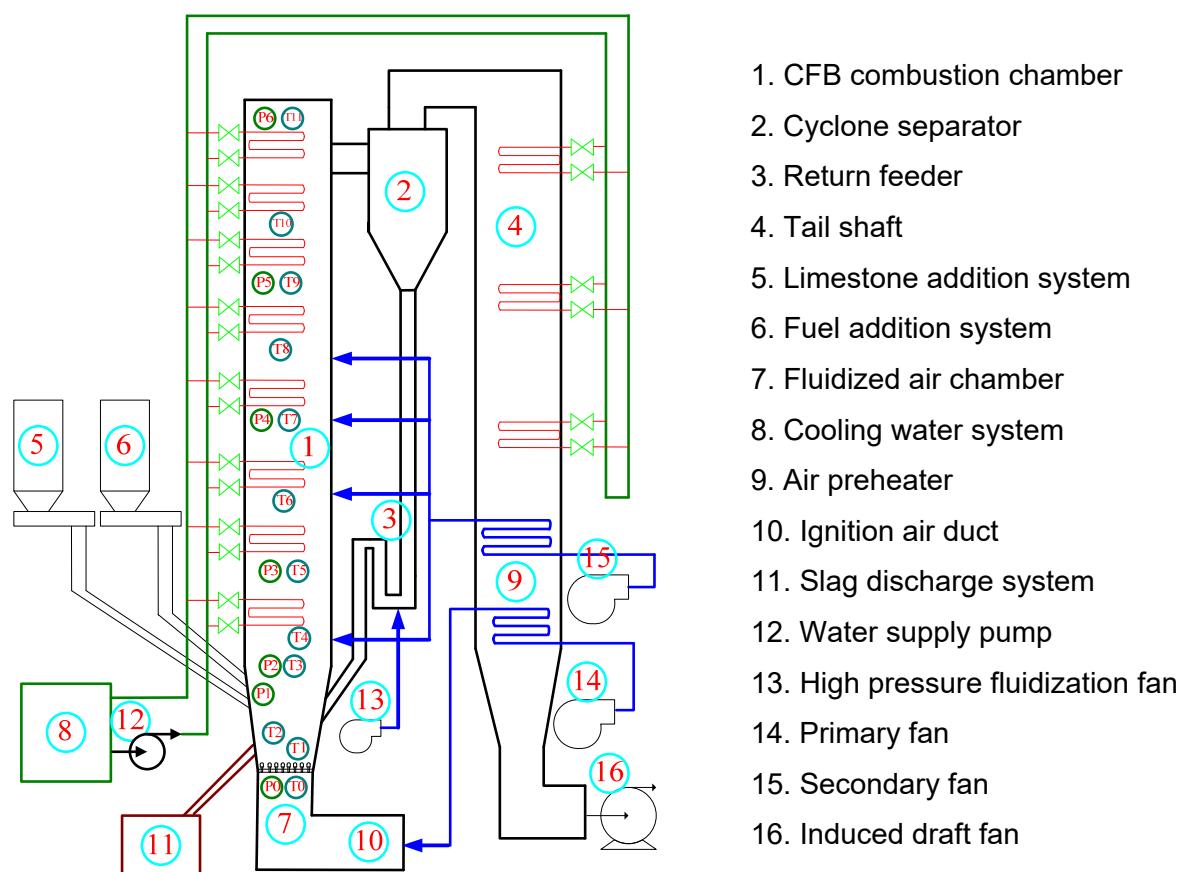 P6 T11
T10
P5 T9
T8
P4 T7
1
T6
P3 T5
T4
P2 T3
P1
T2
T1
P0 T0
7
10
2
3
4
9
5
6
8
12
11
13
14
15
16
1. CFB combustion chamber
2. Cyclone separator
3. Return feeder
4. Tail shaft
5. Limestone addition system
6. Fuel addition system
7. Fluidized air chamber
8. Cooling water system
9. Air preheater
10. Ignition air duct
11. Slag discharge system
12. Water supply pump
13. High pressure fluidization fan
14. Primary fan
15. Secondary fan
16. Induced draft fan